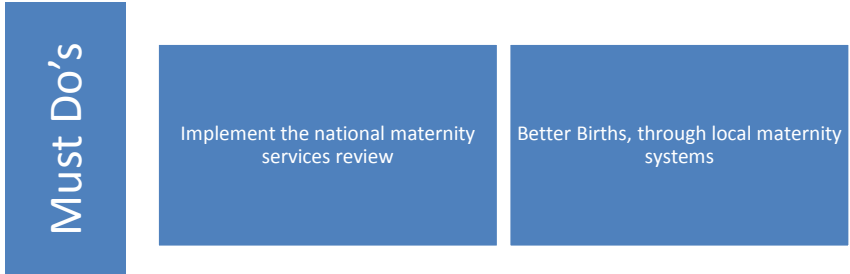 Must Do’s
Implement the national maternity
services review
Better Births, through local maternity
systems